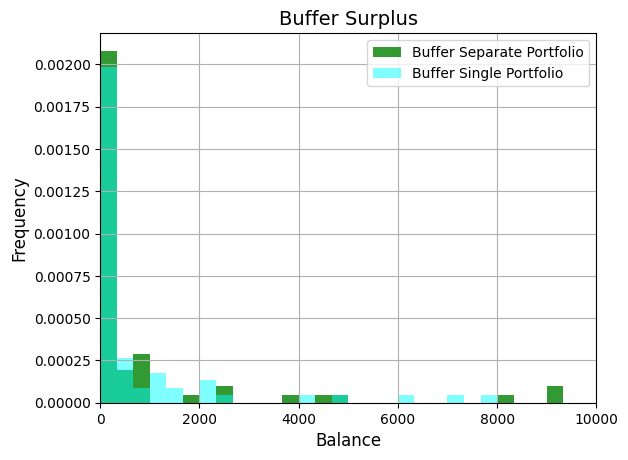 Buffer Surplus
Buffer Separate Portfolio
Buffer Single Portfolio
Frequency
0.00200
0.00175
0.00150
0.00125
0.00100
0.00075
0.00050
0.00025
0.00000
0 2000 4000 6000 8000 10000
Balance